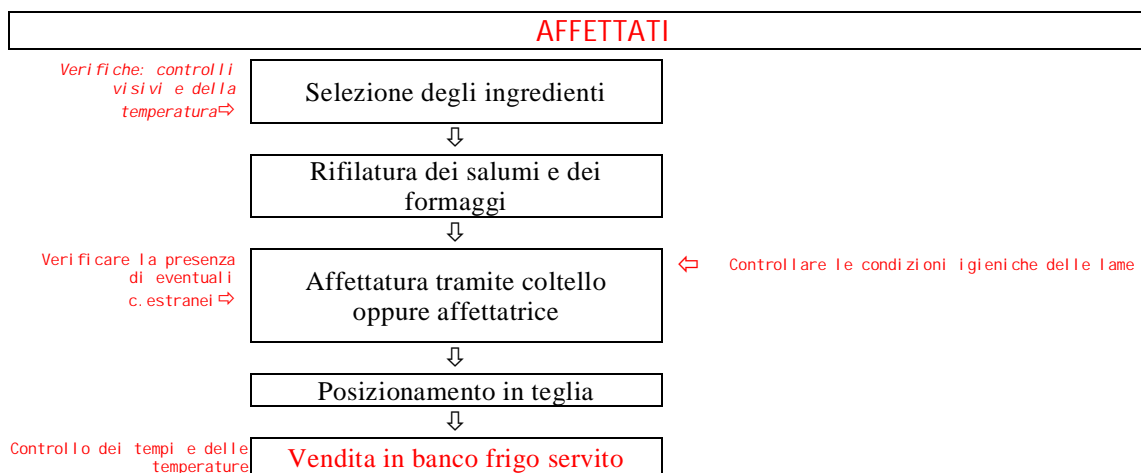 AFFETTATI
Verifiche: controlli
visivi e della
temperatura⇨
Selezione degli ingredienti
⇩
Rifilatura dei salumi e dei
formaggi
⇩
Verificare la presenza
di eventuali
c.estranei ⇨
Affettatura tramite coltello
oppure affettatrice
⇦ Controllare le condizioni igieniche delle lame
⇩
Posizionamento in teglia
⇩
Controllo dei tempi e delle
temperature
Vendita in banco frigo servito